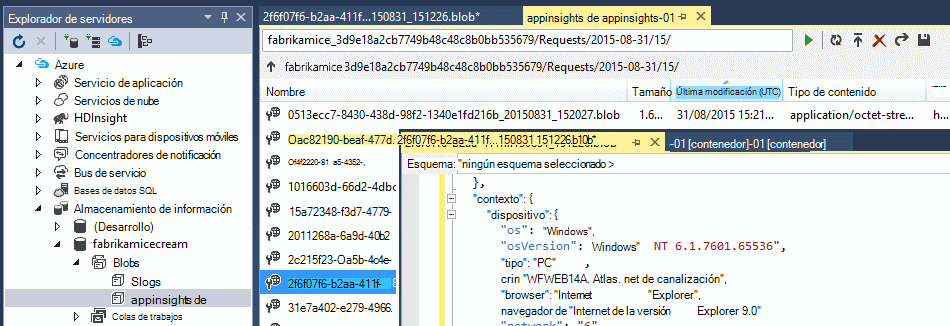 Explorador de servidores
Azure
Servicio de aplicación
Servicios de nube
HDInsight
Servicios para dispositivos móviles
Concentradores de notificación
Bus de servicio
Bases de datos SQL
Almacenamiento de información
(Desarrollo)
fabrikamicecream
Blobs
Slogs
appinsights de
Colas de trabajos
2f6f07f6-b2aa-411f...150831_151226.blob*
appinsights de appinsights-01
fabrikamice_3d9e18a2cb7749b48c48c8b0bb535679/Requests/2015-08-31/15/
fabrikamice 3d9e18a2cb7749b48c48c8b0bb535679/Requests/2015-08-31/15/
Nombre Tamaño Última modificación (UTC) Tipo de contenido
0513ecc7-8430-438d-98f2-1340e1fd216b_20150831_152027.blob 1.6... 31/08/2015 15:21 application/octet-stre... h...
Oac82190-beaf-477d. 2f6f07f6-b2aa-411f...150831 151226.b10b*
-01 [contenedor]-01 [contenedor]
Of4f2220-81 a5-4352-,
1016603d-66d2-4dbd
15a72348-f3d7-4779-
2011268a-6a9d-40b2
2c215f23-Oa5b-4c4e-
2f6f07f6-b2aa-411f-
31e7a402-e279-4966.
Esquema: "ningún esquema seleccionado >
},
"contexto": {
"dispositivo": {
"os": "Windows",
"osVersion": Windows" NT 6.1.7601.65536",
"tipo": "PC" ,
crin "WFWEB14A. Atlas. net de canalización",
"browser": "Internet "Explorer",
navegador de "Internet de la versión Explorer 9.0"
"network": "6"